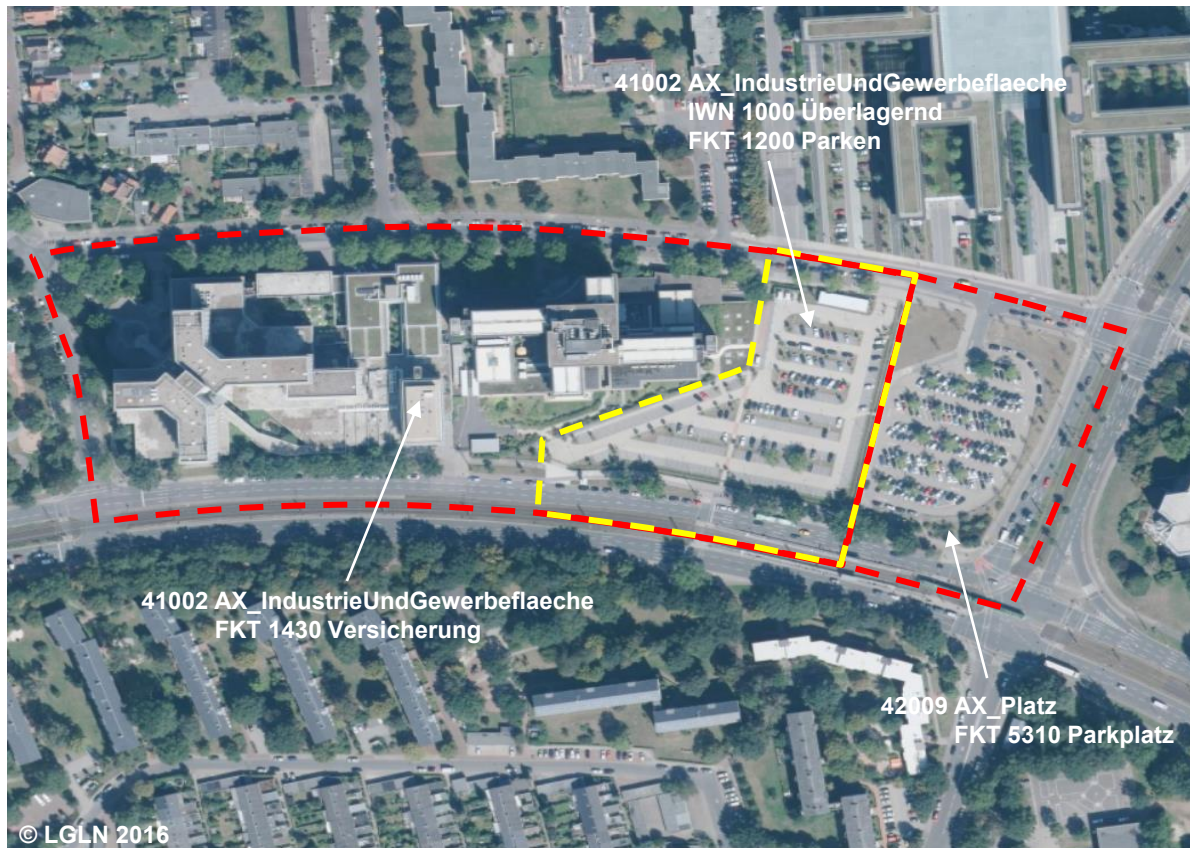 41002 AX_IndustrieUndGewerbeflaeche
IWN 1000 Überlagernd
FKT 1200 Parken
41002 AX_IndustrieUndGewerbeflaeche
FKT 1430 Versicherung
42009 AX_Platz
FKT 5310 Parkplatz
© LGLN 2016